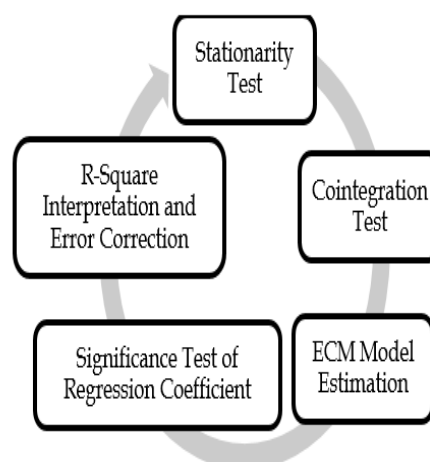 Stationarity
Test
Cointegration
Test
ECM Model
Estimation
Significance Test of
Regression Coefficient
R-Square
Interpretation and
Error Correction